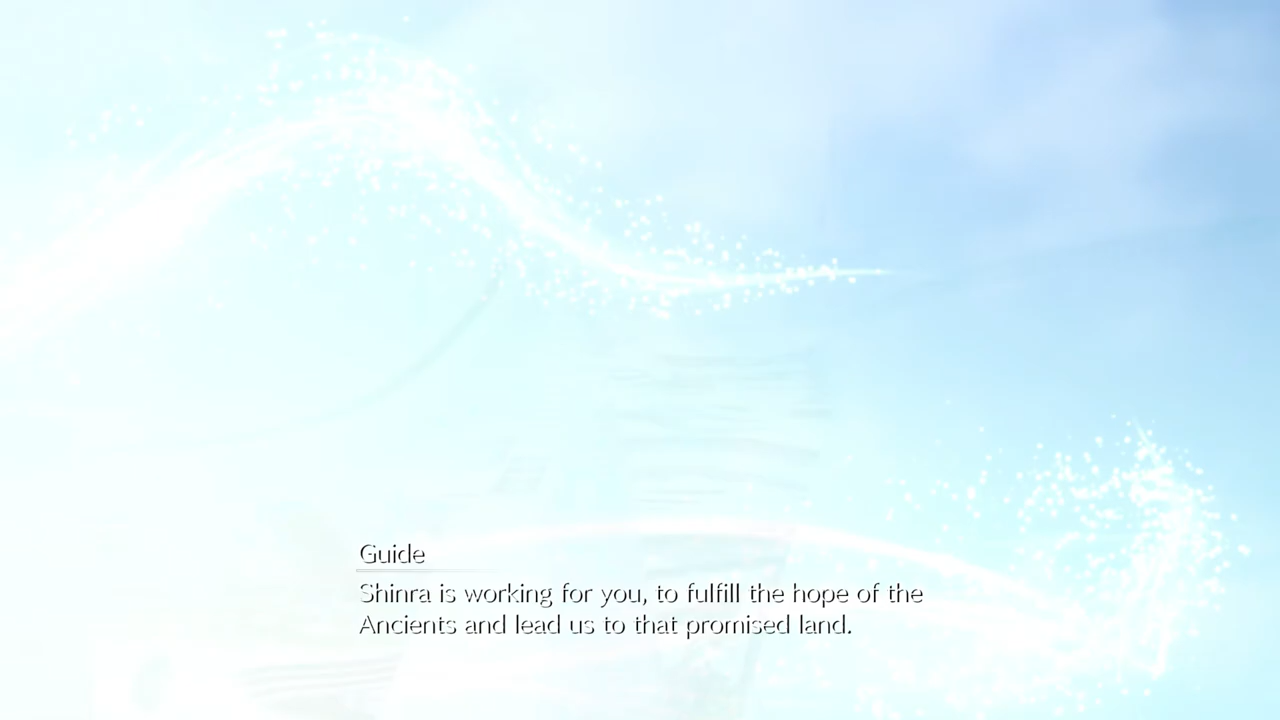 Guide
Shinra is working for you, to fulfill the hope of the
Ancients and lead us to that promised land.